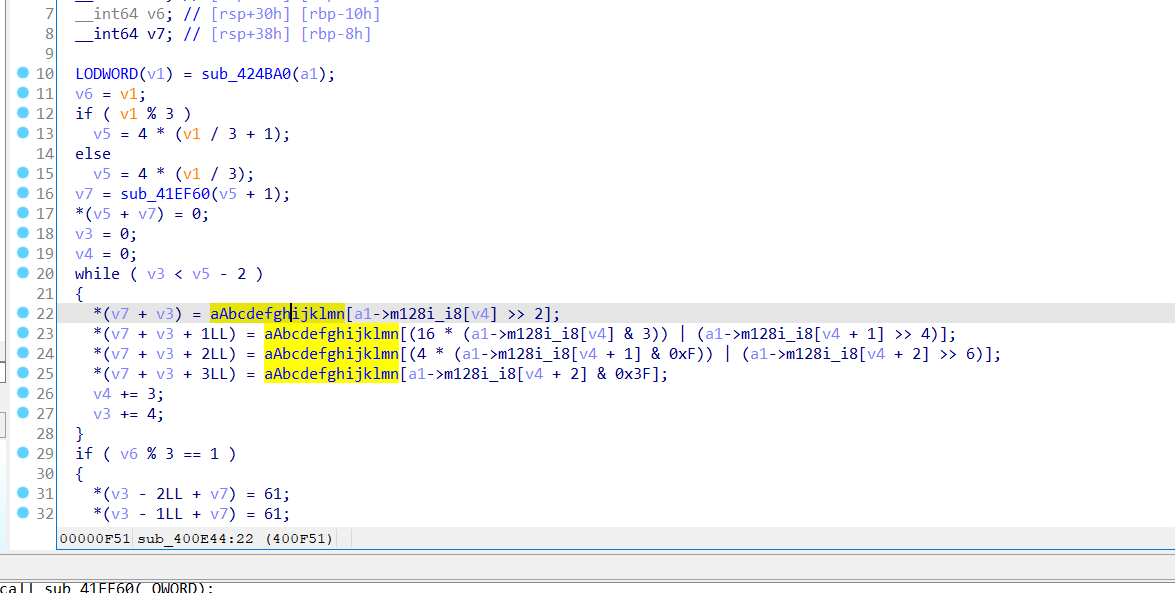 7 __int64 v6; // [rsp+30h] [rbp-10h]
8 __int64 v7; // [rsp+38h] [rbp-8h]
9
10 LODWORD(v1) = sub_424BA0(a1);
11 v6 = v1;
12 if ( v1 % 3 )
13 v5 = 4 * (v1 / 3 + 1);
14 else
15 v5 = 4 * (v1 / 3);
16 v7 = sub_41EF60(v5 + 1);
17 *(v5 + v7) = 0;
18 v3 = 0;
19 v4 = 0;
20 while ( v3 < v5 - 2 )
21 {
22 *(v7 + v3) = aAbcdefghijklmn[a1->m128i_i8[v4] >> 2];
23 *(v7 + v3 + 1LL) = aAbcdefghijklmn[(16 * (a1->m128i_i8[v4] & 3)) | (a1->m128i_i8[v4 + 1] >> 4)];
24 *(v7 + v3 + 2LL) = aAbcdefghijklmn[(4 * (a1->m128i_i8[v4 + 1] & 0xF)) | (a1->m128i_i8[v4 + 2] >> 6)];
25 *(v7 + v3 + 3LL) = aAbcdefghijklmn[a1->m128i_i8[v4 + 2] & 0x3F];
26 v4 += 3;
27 v3 += 4;
28 }
29 if ( v6 % 3 == 1 )
30 {
31 *(v3 - 2LL + v7) = 61;
32 *(v3 - 1LL + v7) = 61;
00000F51 sub_400E44:22 (400F51)
call sub_41EF60(_QWORD);